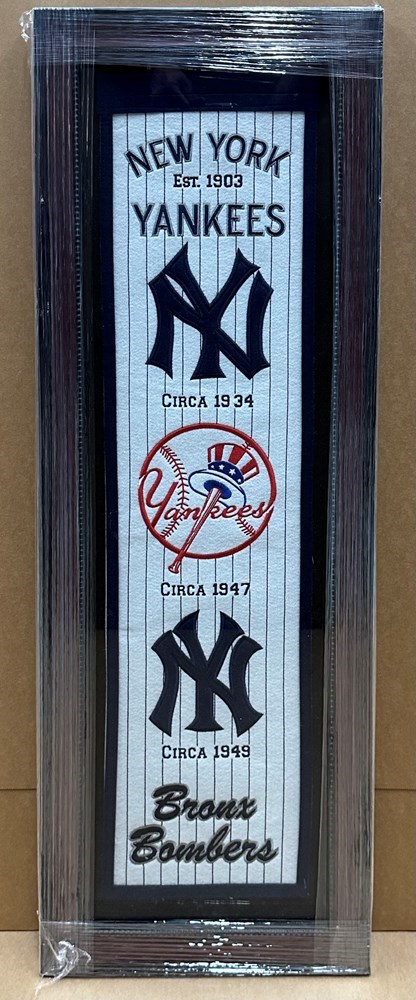 NEW YORK
EST. 1903
YANKEES
NY
CIRCA 1934
Yankees
CIRCA 1947
NY
CIRCA 1949
Bronx
Bombers